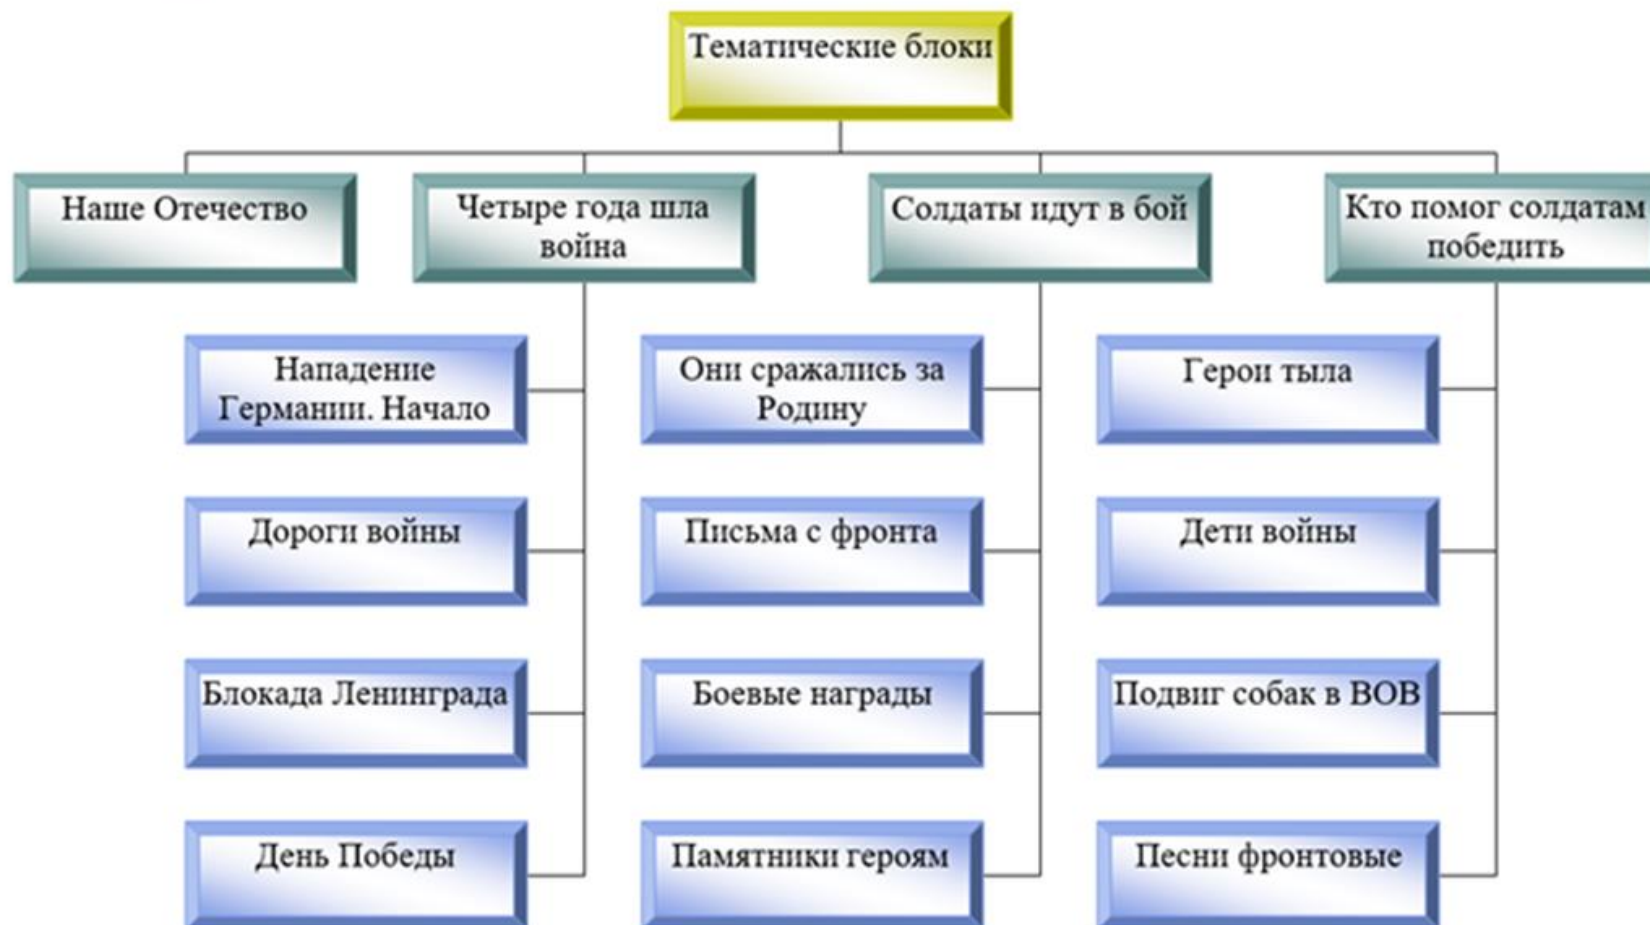 Тематические блоки
Наше Отечество
Четыре года шла
война
Солдаты идут в бой
Кто помог солдатам
победить
Нападение
Германии. Начало
Они сражались за
Родину
Герои тыла
Дороги войны
Письма с фронта
Дети войны
Блокада Ленинграда
Боевые награды
Подвиг собак в ВОВ
День Победы
Памятники героям
Песни фронтовые